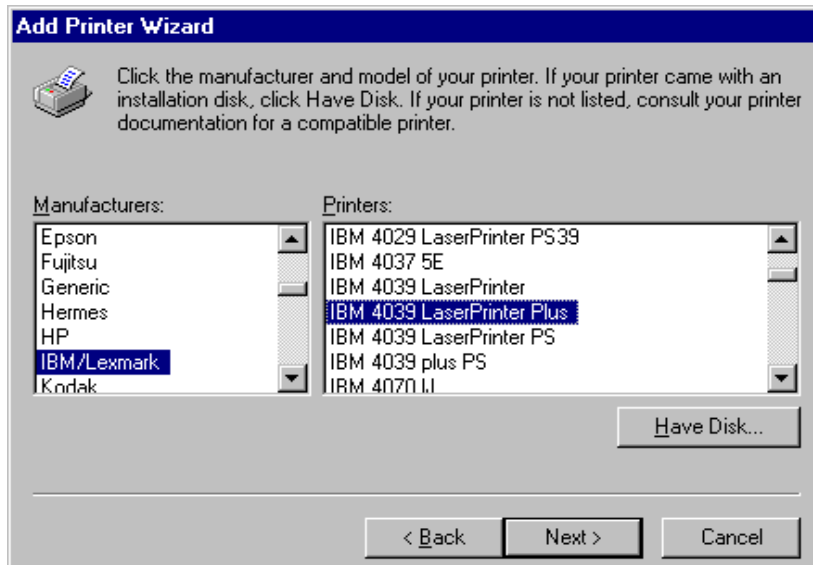 Add Printer Wizard
Click the manufacturer and model of your printer. If your printer came with an
installation disk, click Have Disk. If your printer is not listed, consult your printer
documentation for a compatible printer.
Manufacturers:
Epson
Fujitsu
Generic
Hermes
HP
IBM/Lexmark
Kodak
Printers:
IBM 4029 LaserPrinter PS39
IBM 4037 5E
IBM 4039 LaserPrinter
IBM 4039 LaserPrinter Plus
IBM 4039 LaserPrinter PS
IBM 4039 plus PS
IBM 4070 IJ
Have Disk...
< Back
Next >
Cancel